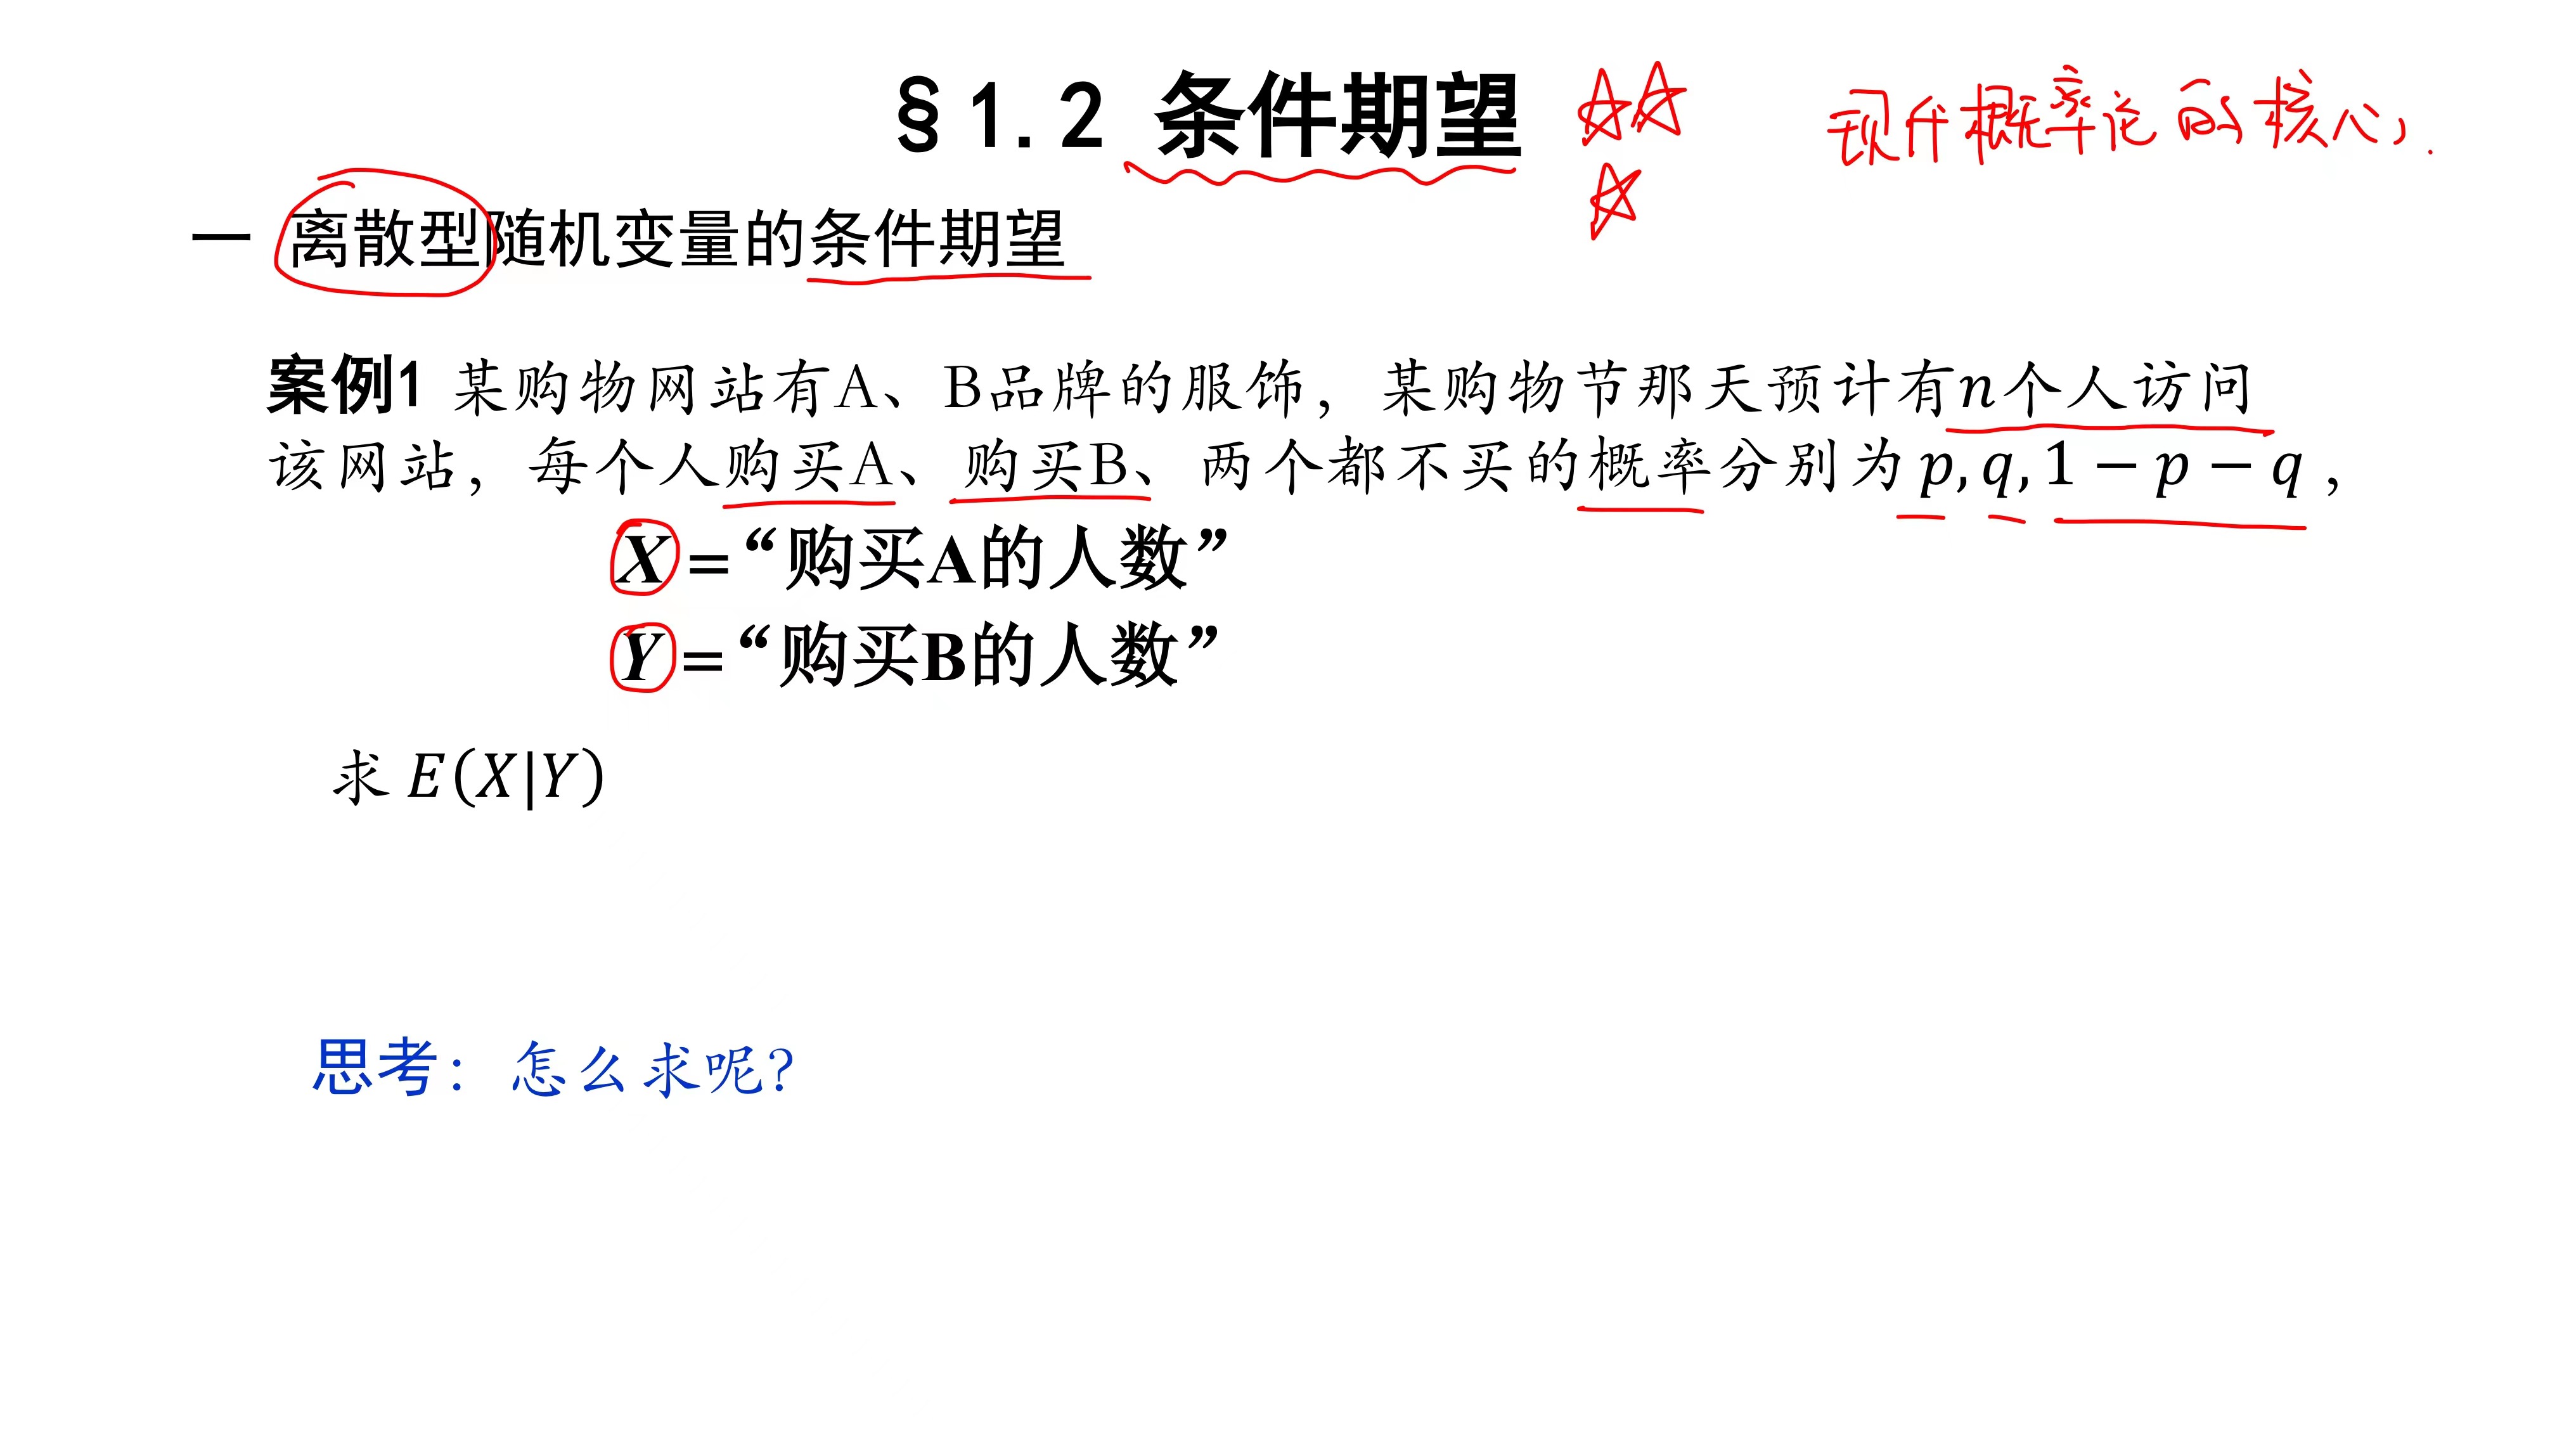 §1.2 条件期望
现代概率论的核心.
一 离散型随机变量的条件期望
案例1 某购物网站有A、B品牌的服饰，某购物节那天预计有n个人访问
该网站，每个人购买A、购买B、两个都不买的概率分别为 p, q, 1 − p − q ，
X =“购买A的人数”
Y =“购买B的人数”
求 E(X|Y)
思考：怎么求呢?